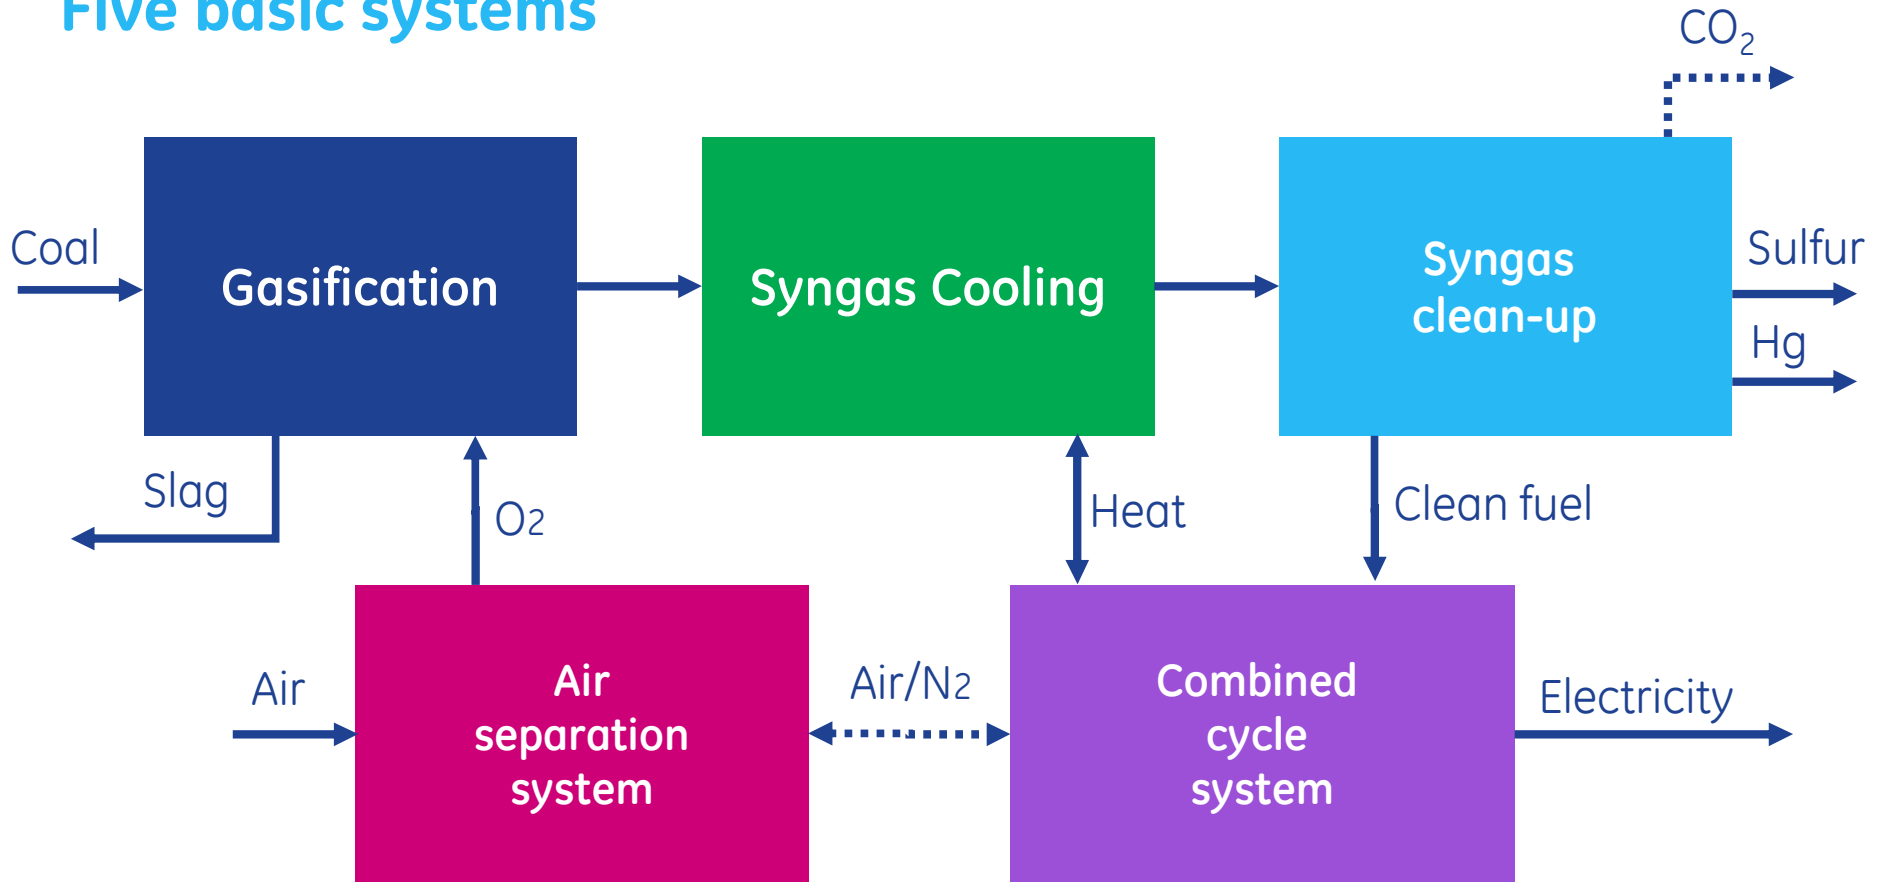 Five basic systems
CO₂
Coal
Gasification
Syngas Cooling
Syngas
clean-up
Sulfur
Hg
Slag
O2
Heat
Clean fuel
Air
Air
separation
system
Air/N2
Combined
cycle
system
Electricity